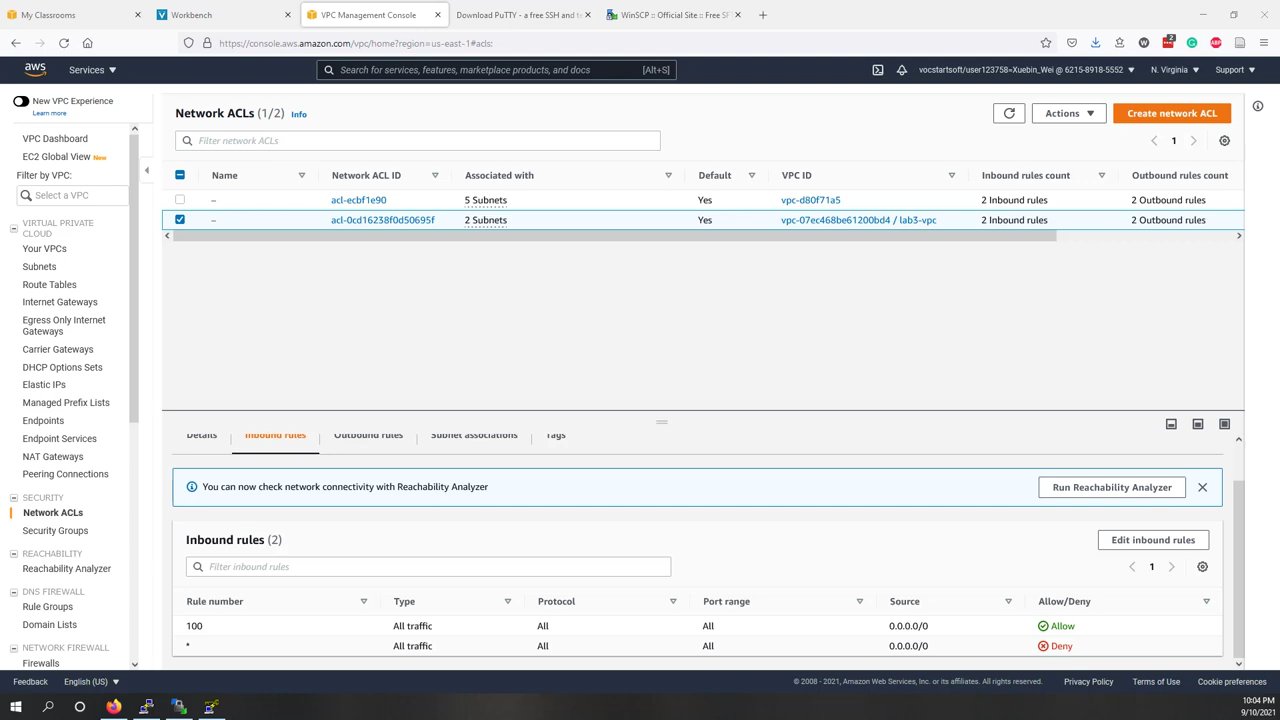 My Classrooms
Workbench
VPC Management Console
Download PuTTY - a free SSH and te
WinSCP :: Official Site :: Free SF
https://console.aws.amazon.com/vpc/home?region=us-east-1#acls:
2
ABP
aws
Services
Search for services, features, marketplace products, and docs
[Alt+S]
vocstartsoft/user123758=Xuebin_Wei @ 6215-8918-5552
N. Virginia
Support
New VPC Experience
Learn more
VPC Dashboard
EC2 Global View New
Filter by VPC:
Select a VPC
VIRTUAL PRIVATE
CLOUD
Your VPCs
Subnets
Route Tables
Internet Gateways
Egress Only Internet
Gateways
Carrier Gateways
DHCP Options Sets
Elastic IPs
Managed Prefix Lists
Endpoints
Endpoint Services
NAT Gateways
Peering Connections
SECURITY
Network ACLs
Security Groups
REACHABILITY
Reachability Analyzer
DNS FIREWALL
Rule Groups
Domain Lists
NETWORK FIREWALL
Firewalls
Network ACLs (1/2) Info
Actions
Create network ACL
Filter network ACLs
1
Name Network ACL ID Associated with Default VPC ID Inbound rules count Outbound rules count
– acl-ecbf1e90 5 Subnets Yes vpc-d80f71a5 2 Inbound rules 2 Outbound rules
– acl-0cd16238f0d50695f 2 Subnets Yes vpc-07ec468be61200bd4 / lab3-vpc 2 Inbound rules 2 Outbound rules
Details Inbound rules Outbound rules Subnet associations Tags
You can now check network connectivity with Reachability Analyzer
Run Reachability Analyzer
Inbound rules (2)
Edit inbound rules
Filter inbound rules
1
Rule number Type Protocol Port range Source Allow/Deny
100 All traffic All All 0.0.0.0/0 Allow
* All traffic All All 0.0.0.0/0 Deny
Feedback English (US)
© 2008 - 2021, Amazon Web Services, Inc. or its affiliates. All rights reserved.
Privacy Policy Terms of Use Cookie preferences
10:04 PM
9/10/2021